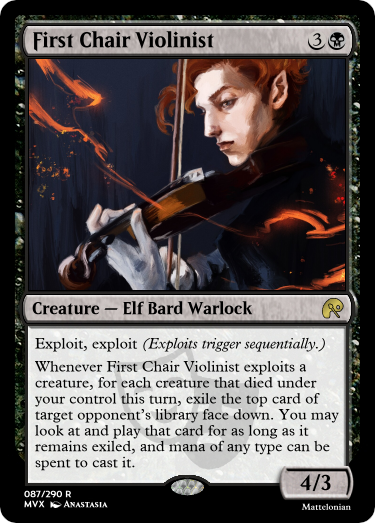 First Chair Violinist 3
Creature — Elf Bard Warlock
Exploit, exploit (Exploits trigger sequentially.)
Whenever First Chair Violinist exploits a
creature, for each creature that died under
your control this turn, exile the top card of
target opponent's library face down. You may
look at and play that card for as long as it
remains exiled, and mana of any type can be
spent to cast it.
4/3
087/290 R
MVX Anastasia
Mattelonian